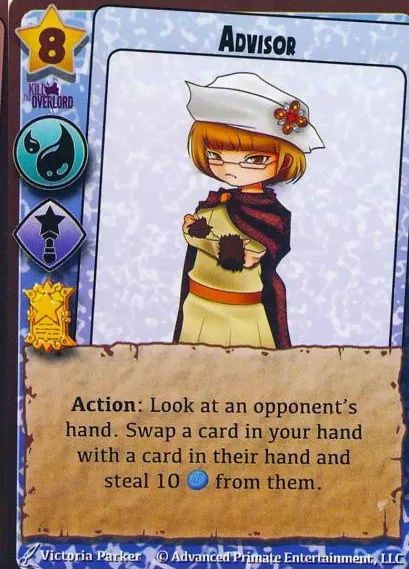 8
ADVISOR
KILL THE
OVERLORD
Action: Look at an opponent's
hand. Swap a card in your hand
with a card in their hand and
steal 10 from them.
Victoria Parker © Advanced Primate Entertainment, LLC